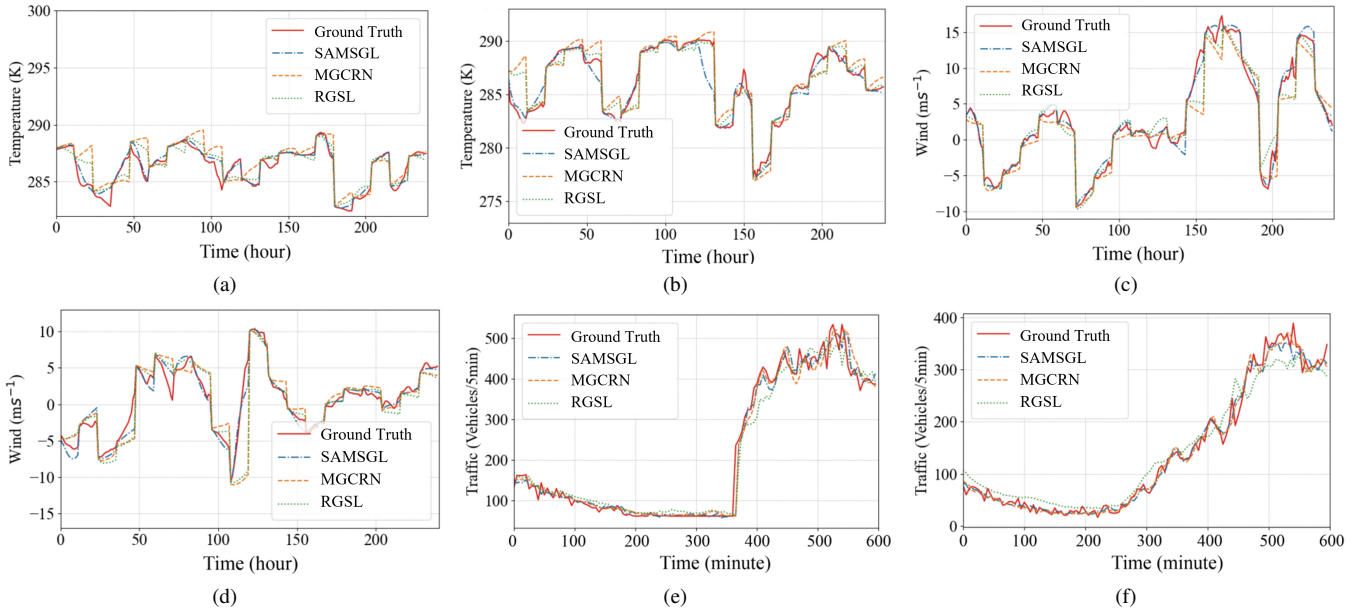 300
295
290
285
Temperature (K)
Ground Truth
SAMSGL
MGCRN
RGSL
0
50
100
150
200
Time (hour)
(a)
290
285
280
275
Temperature (K)
Ground Truth
SAMSGL
MGCRN
RGSL
0
50
100
150
200
Time (hour)
(b)
15
10
5
0
−5
−10
Wind (ms⁻¹)
Ground Truth
SAMSGL
MGCRN
RGSL
0
50
100
150
200
Time (hour)
(c)
10
5
0
−5
−10
−15
Wind (ms⁻¹)
Ground Truth
SAMSGL
MGCRN
RGSL
0
50
100
150
200
Time (hour)
(d)
500
400
300
200
100
Traffic (Vehicles/5min)
Ground Truth
SAMSGL
MGCRN
RGSL
0
100
200
300
400
500
600
Time (minute)
(e)
400
300
200
100
0
Traffic (Vehicles/5min)
Ground Truth
SAMSGL
MGCRN
RGSL
0
100
200
300
400
500
600
Time (minute)
(f)